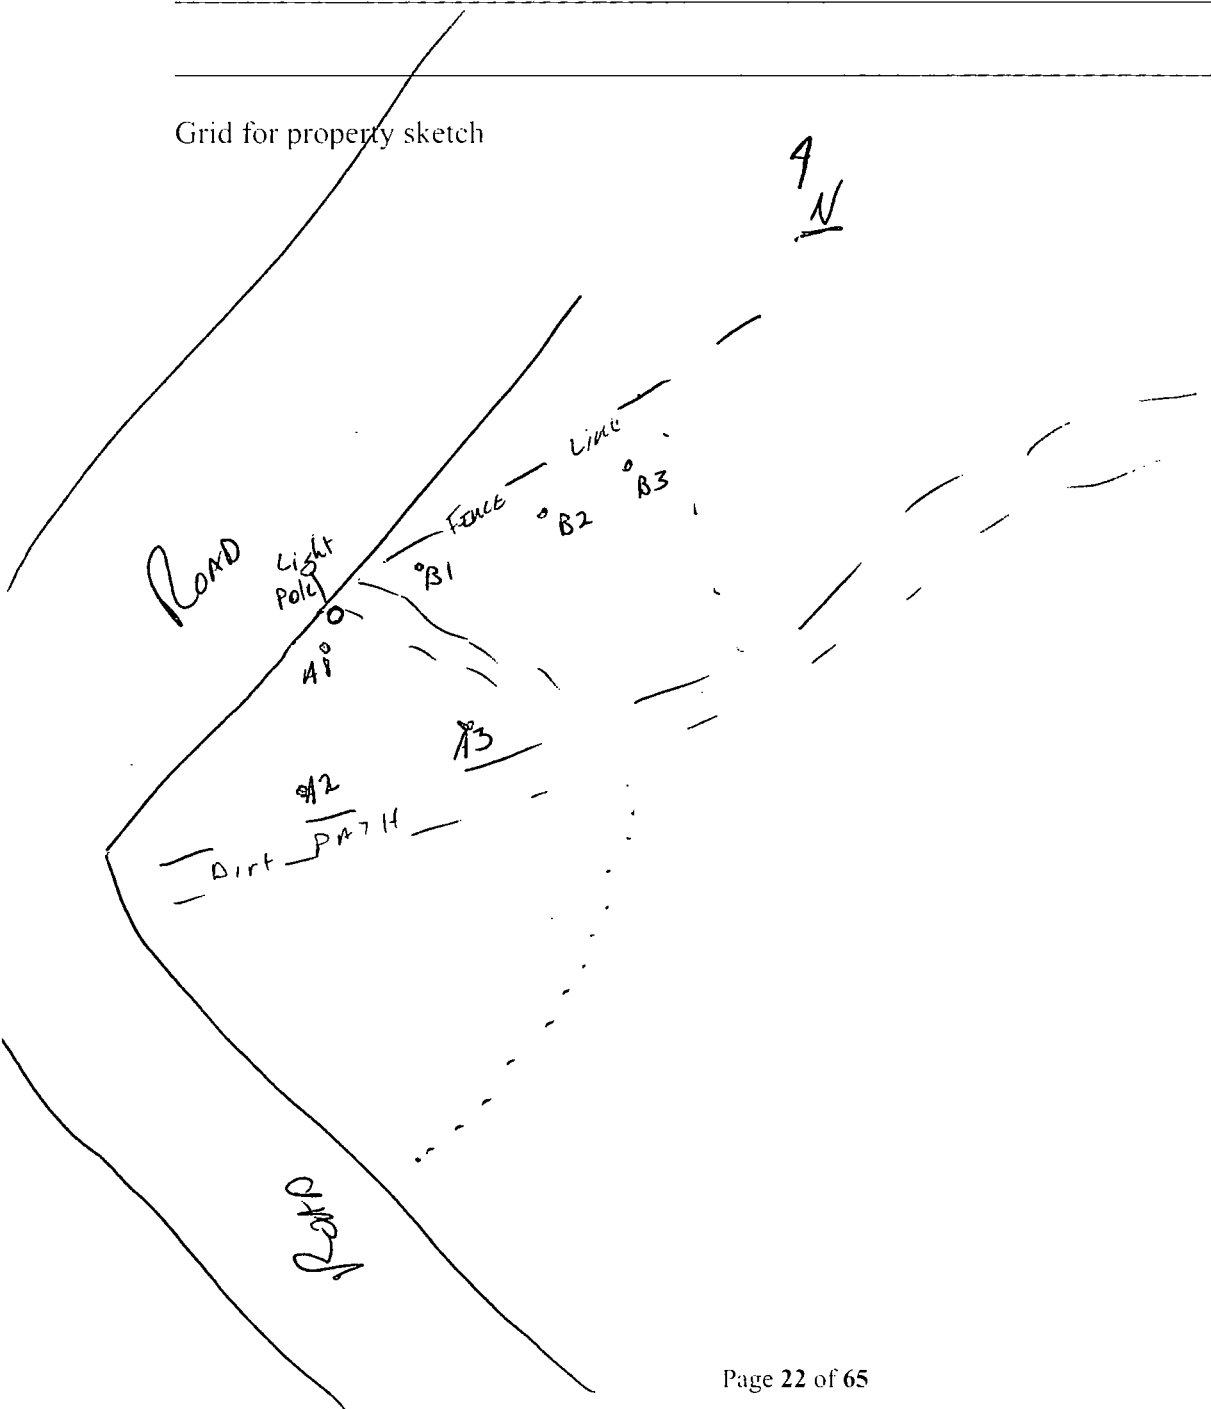 Grid for property sketch
N
Fence Line
B3
B2
B1
ROAD
Light
Pole
A1
A3
A2
Dirt PATH
ROAD
Page 22 of 65